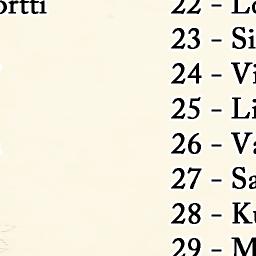 ortti
22 - Lo
23 - Si
24 - Vi
25 - Li
26 - Va
27 - Sa
28 - Ku
29 - M